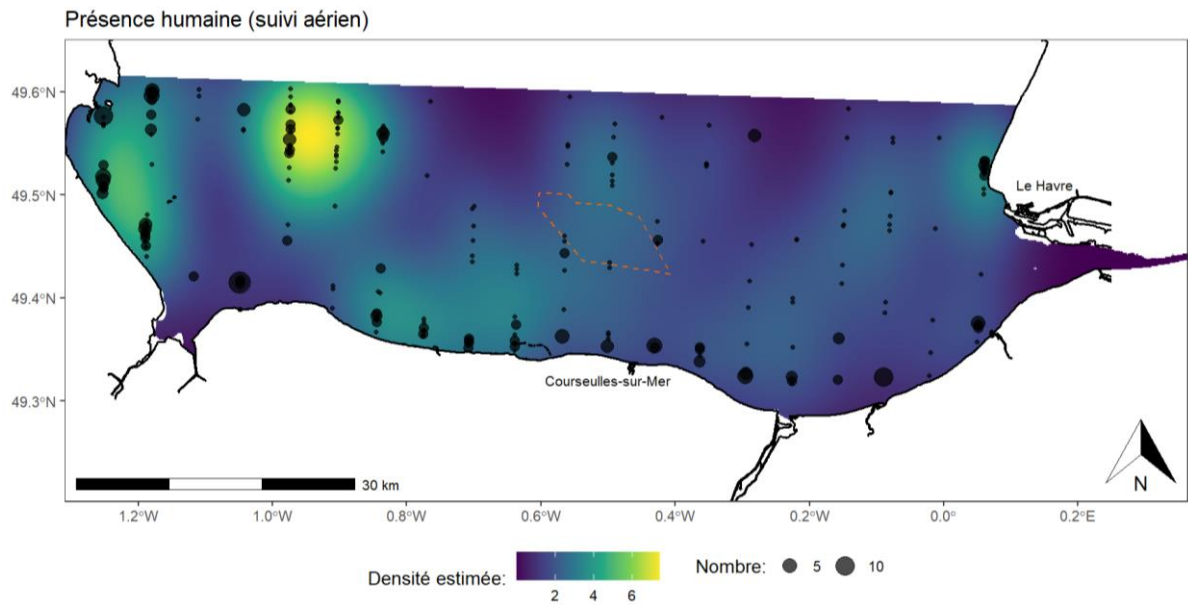 Présence humaine (suivi aérien)
49.6°N
49.5°N
49.4°N
49.3°N
Le Havre
Courseulles-sur-Mer
30 km
N
1.2°W 1.0°W 0.8°W 0.6°W 0.4°W 0.2°W 0.0° 0.2°E
Densité estimée:
2 4 6
Nombre: 5 10